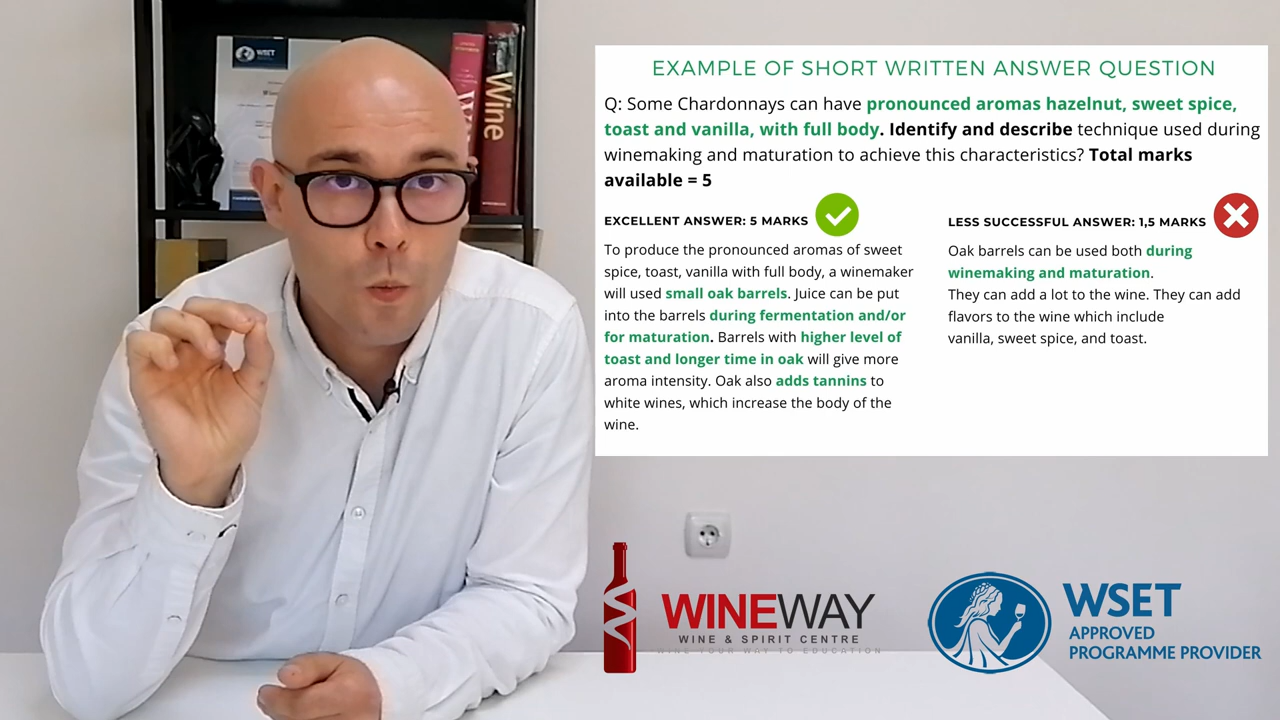 WSET
Wine
EXAMPLE OF SHORT WRITTEN ANSWER QUESTION
Q: Some Chardonnays can have pronounced aromas hazelnut, sweet spice,
toast and vanilla, with full body. Identify and describe technique used during
winemaking and maturation to achieve this characteristics? Total marks
available = 5
EXCELLENT ANSWER: 5 MARKS
To produce the pronounced aromas of sweet
spice, toast, vanilla with full body, a winemaker
will used small oak barrels. Juice can be put
into the barrels during fermentation and/or
for maturation. Barrels with higher level of
toast and longer time in oak will give more
aroma intensity. Oak also adds tannins to
white wines, which increase the body of the
wine.
LESS SUCCESSFUL ANSWER: 1,5 MARKS
Oak barrels can be used both during
winemaking and maturation.
They can add a lot to the wine. They can add
flavors to the wine which include
vanilla, sweet spice, and toast.
WINEWAY
WINE & SPIRIT CENTRE
WINE YOUR WAY TO EDUCATION
WSET
APPROVED
PROGRAMME PROVIDER